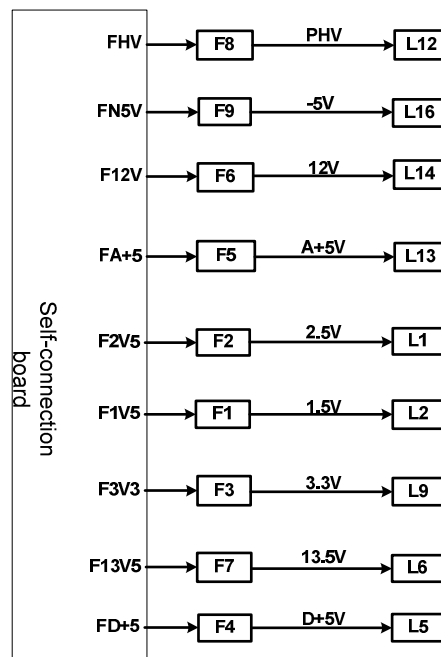 FHV F8 PHV L12
FN5V F9 -5V L16
F12V F6 12V L14
FA+5 F5 A+5V L13
F2V5 F2 2.5V L1
F1V5 F1 1.5V L2
F3V3 F3 3.3V L9
F13V5 F7 13.5V L6
FD+5 F4 D+5V L5
Self-connection
board